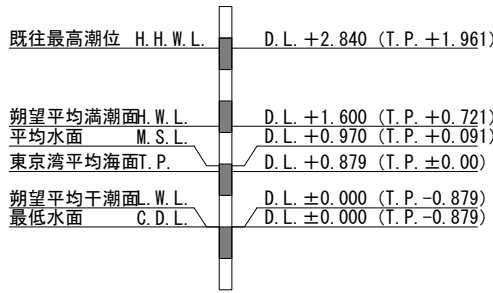 既往最高潮位 H.H.W.L. D.L.+2.840 (T.P.+1.961)
朔望平均満潮面H.W.L. D.L.+1.600 (T.P.+0.721)
平均水面 M.S.L. D.L.+0.970 (T.P.+0.091)
東京湾平均海面T.P. D.L.+0.879 (T.P.±0.00)
朔望平均干潮面L.W.L. D.L.±0.000 (T.P.-0.879)
最低水面 C.D.L. D.L.±0.000 (T.P.-0.879)